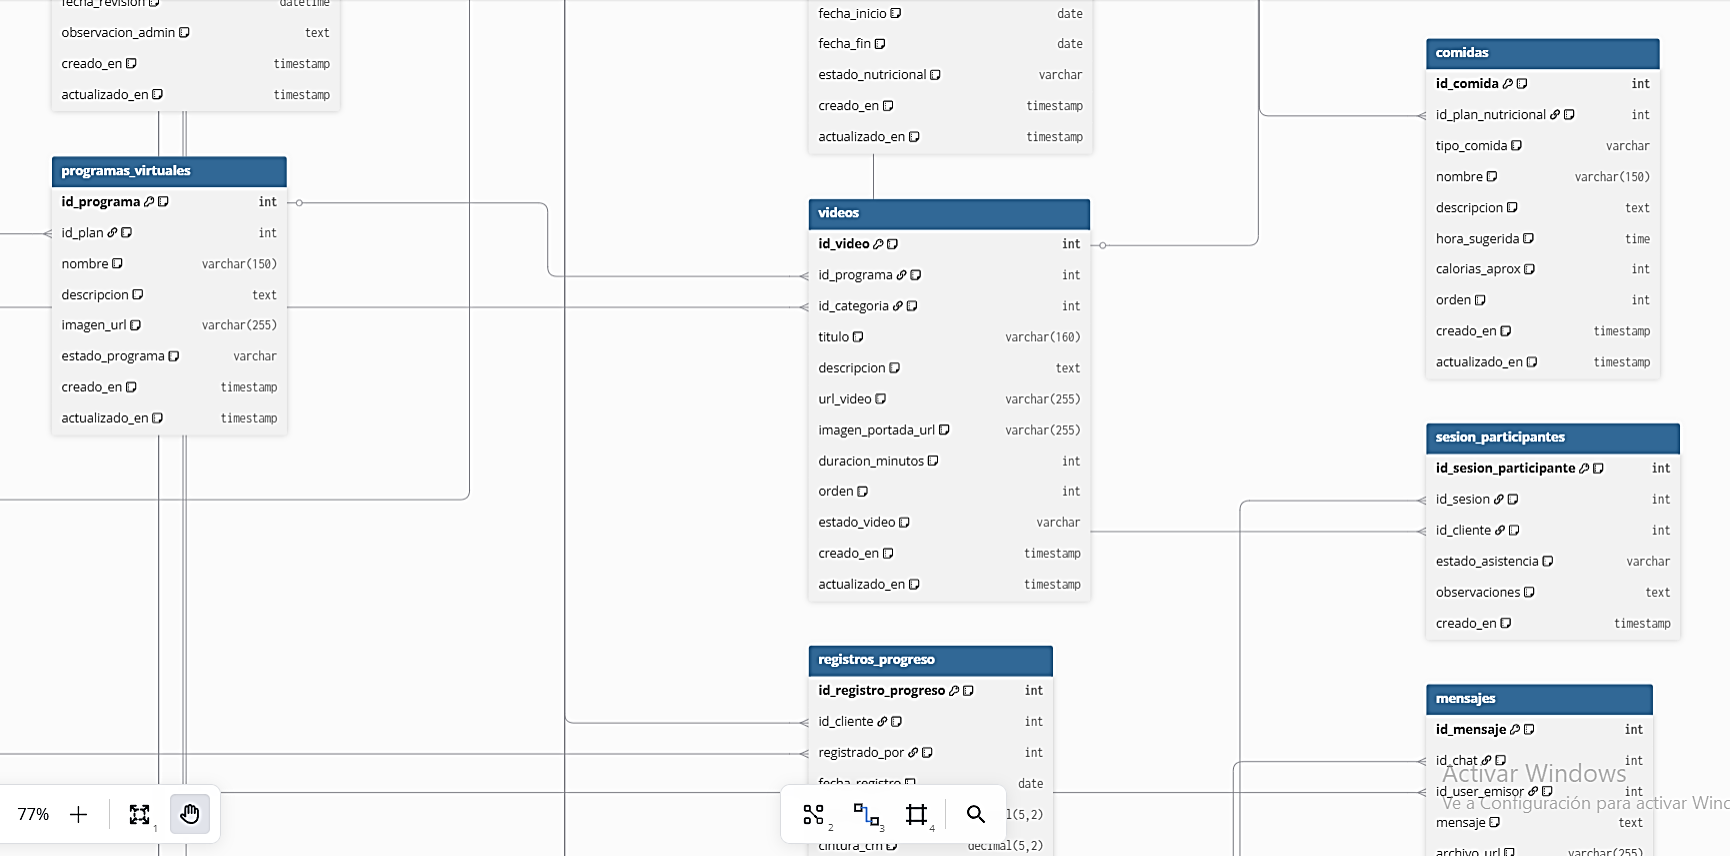 fecha_revision datetime
observacion_admin text
creado_en timestamp
actualizado_en timestamp
programas_virtuales
id_programa int
id_plan int
nombre varchar(150)
descripcion text
imagen_url varchar(255)
estado_programa varchar
creado_en timestamp
actualizado_en timestamp
fecha_inicio date
fecha_fin date
estado_nutricional varchar
creado_en timestamp
actualizado_en timestamp
videos
id_video int
id_programa int
id_categoria int
titulo varchar(160)
descripcion text
url_video varchar(255)
imagen_portada_url varchar(255)
duracion_minutos int
orden int
estado_video varchar
creado_en timestamp
actualizado_en timestamp
registros_progreso
id_registro_progreso int
id_cliente int
registrado_por int
fecha_registro date
l(5,2)
cintura_cm decimal(5,2)
comidas
id_comida int
id_plan_nutricional int
tipo_comida varchar
nombre varchar(150)
descripcion text
hora_sugerida time
calorias_aprox int
orden int
creado_en timestamp
actualizado_en timestamp
sesion_participantes
id_sesion_participante int
id_sesion int
id_cliente int
estado_asistencia varchar
observaciones text
creado_en timestamp
mensajes
id_mensaje int
id_chat int
id_user_emisor int
mensaje text
archivo_url varchar(255)
Activar Windows
Ve a Configuración para activar Wind
77% 1
2 3 4